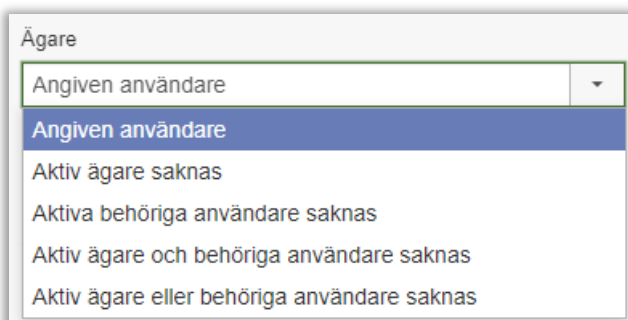 Ägare
Angiven användare
Angiven användare
Aktiv ägare saknas
Aktiva behöriga användare saknas
Aktiv ägare och behöriga användare saknas
Aktiv ägare eller behöriga användare saknas